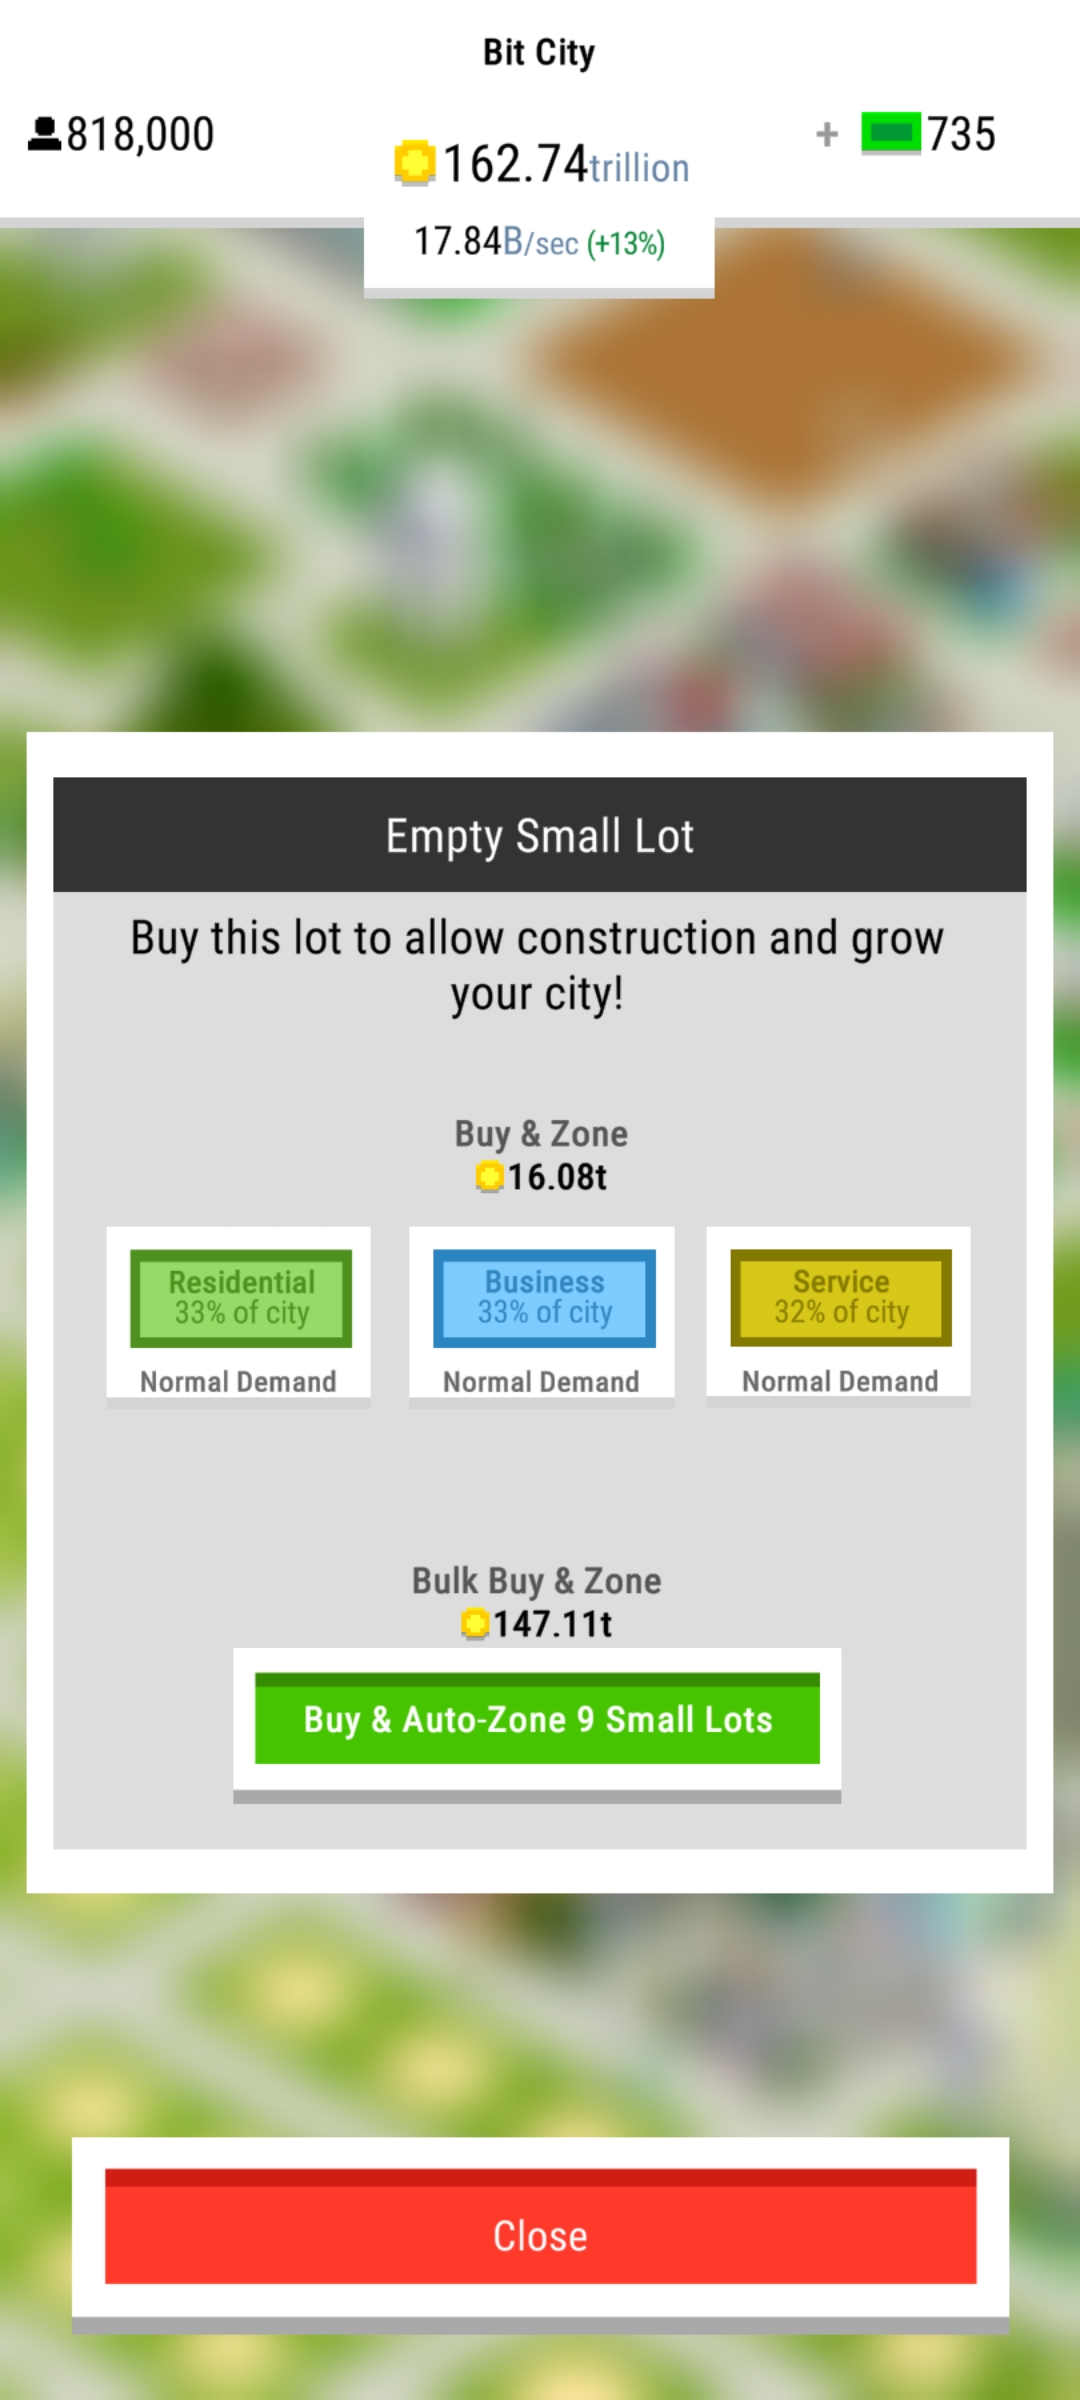 Bit City
818,000
162.74trillion
+ 735
17.84B/sec (+13%)
Empty Small Lot
Buy this lot to allow construction and grow
your city!
Buy & Zone
16.08t
Residential
33% of city
Normal Demand
Business
33% of city
Normal Demand
Service
32% of city
Normal Demand
Bulk Buy & Zone
147.11t
Buy & Auto-Zone 9 Small Lots
Close